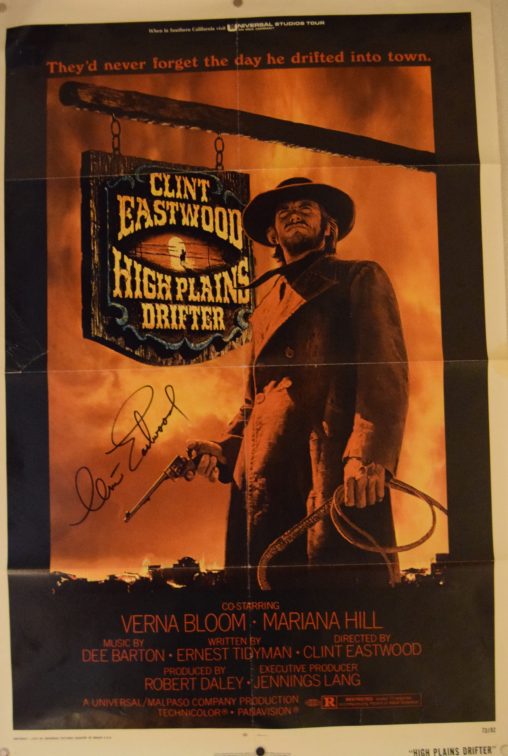 When in Southern California visit UNIVERSAL STUDIOS TOUR
They'd never forget the day he drifted into town.
CLINT
EASTWOOD
HIGH PLAINS
DRIFTER
Clint Eastwood
CO-STARRING
VERNA BLOOM · MARIANA HILL
MUSIC BY WRITTEN BY DIRECTED BY
DEE BARTON · ERNEST TIDYMAN · CLINT EASTWOOD
PRODUCED BY EXECUTIVE PRODUCER
ROBERT DALEY · JENNINGS LANG
A UNIVERSAL/MALPASO COMPANY PRODUCTION
TECHNICOLOR® · PANAVISION®
R RESTRICTED
73/82
"HIGH PLAINS DRIFTER"